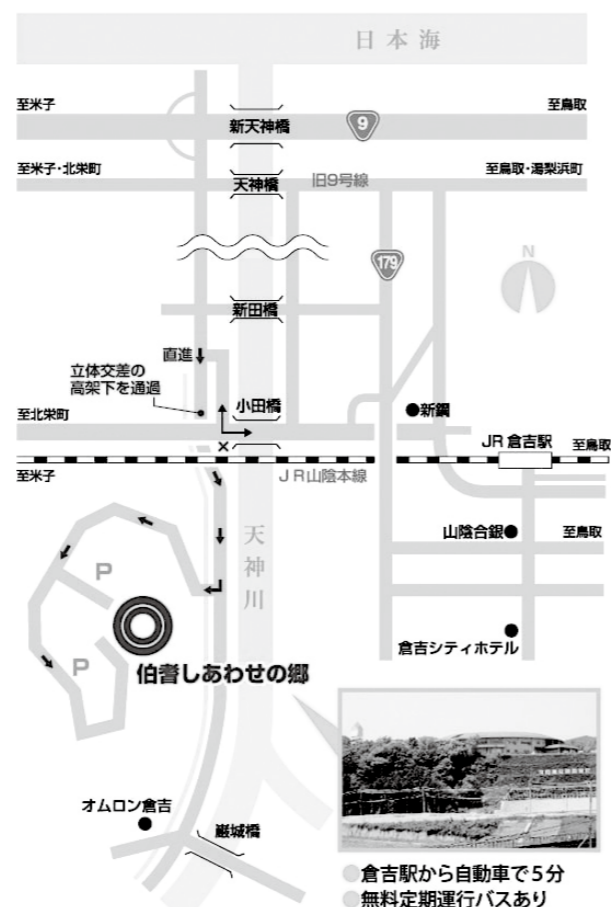 日本海
至米子
至鳥取
新天神橋
9
至米子・北栄町
至鳥取・湯梨浜町
天神橋
旧9号線
N
179
新田橋
直進
立体交差の
高架下を通過
小田橋
至北栄町
新鋼
JR倉吉駅
至鳥取
至米子
JR山陰本線
天神川
山陰合銀
至鳥取
P
倉吉シティホテル
P
伯耆しあわせの郷
オムロン倉吉
巌城橋
倉吉駅から自動車で5分
無料定期運行バスあり